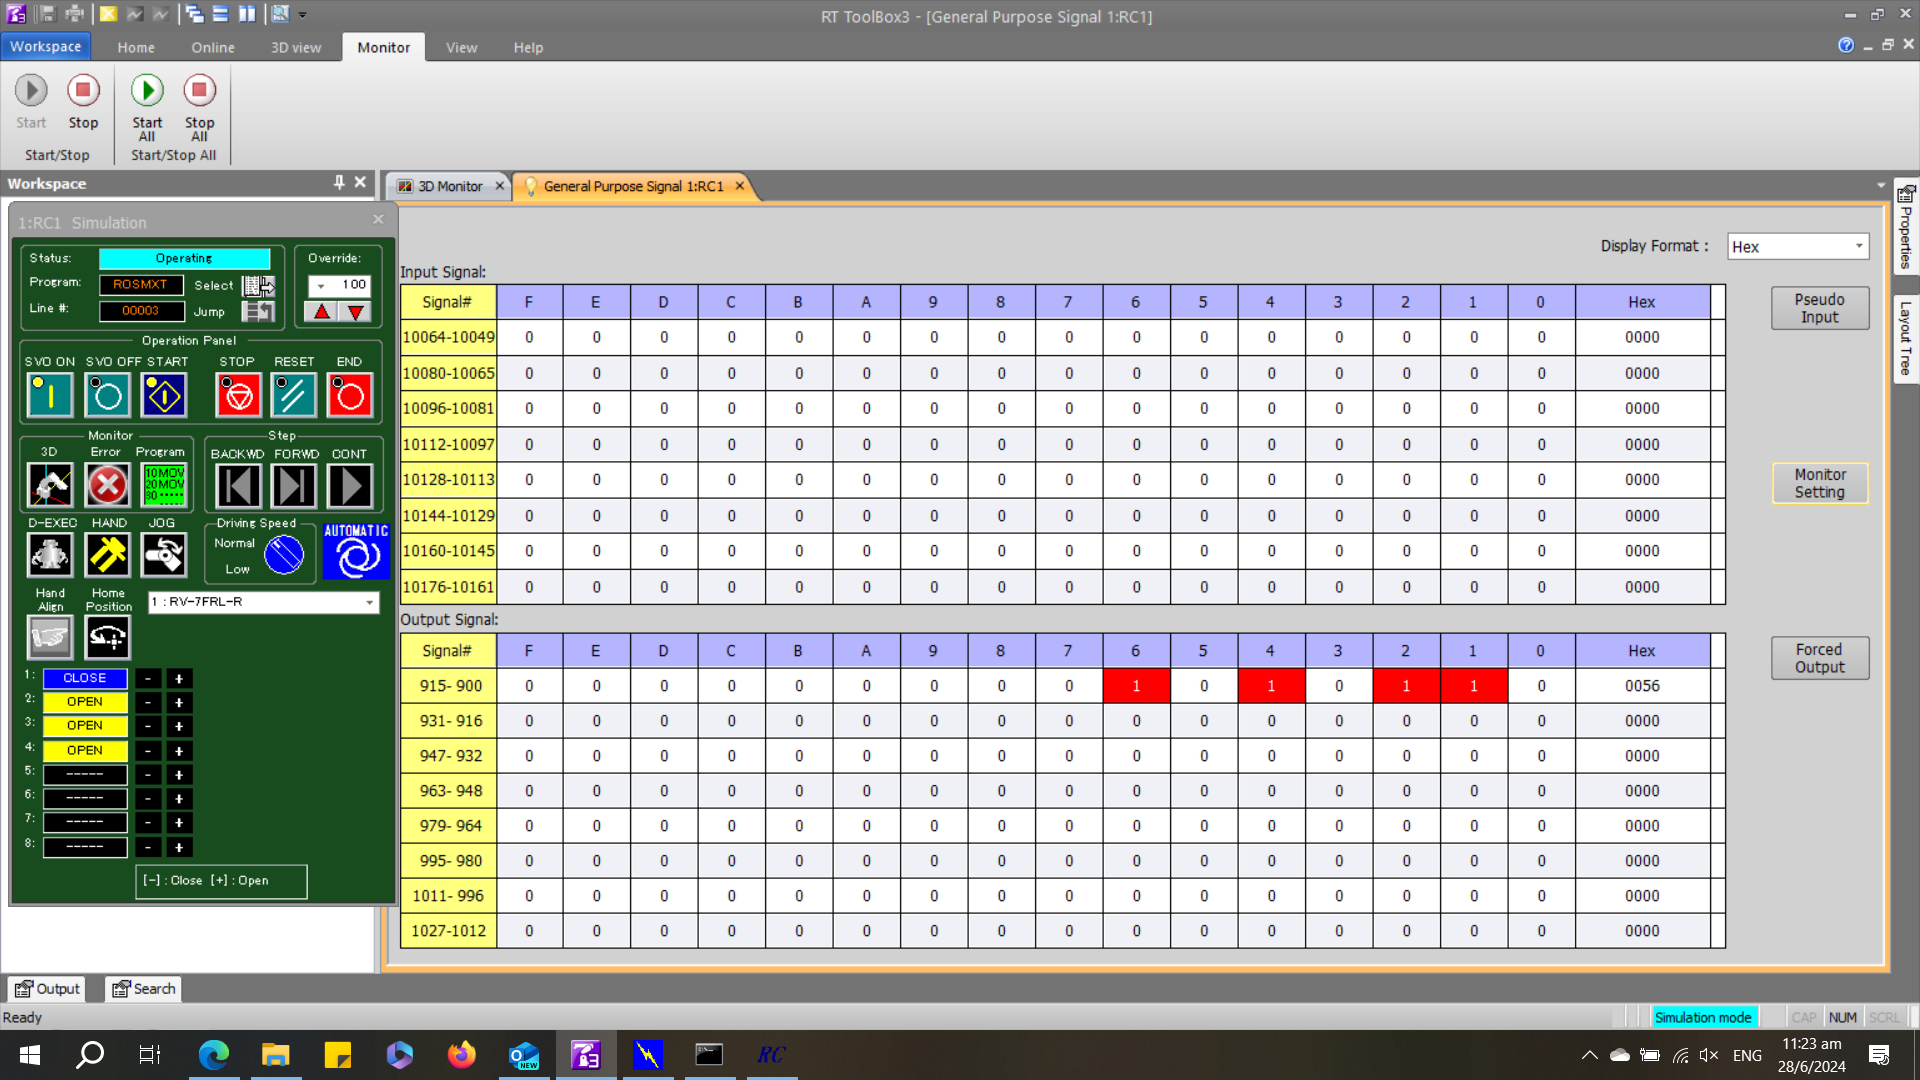 RT ToolBox3 - [General Purpose Signal 1:RC1]
Workspace Home Online 3D view Monitor View Help
Start Stop Start All Stop All
Start/Stop Start/Stop All
Workspace
3D Monitor General Purpose Signal 1:RC1
1:RC1 Simulation
Status: Operating
Program: ROSMXT Select
Line #: 00003 Jump
Override:
100
Operation Panel
SVO ON SVO OFF START STOP RESET END
Monitor
3D Error Program
10MOV
20MOV
30 -----
Step
BACKWD FORWD CONT
D-EXEC HAND JOG
Driving Speed
Normal
Low
AUTOMATIC
Hand Align Home Position
1 : RV-7FRL-R
1: CLOSE - +
2: OPEN - +
3: OPEN - +
4: OPEN - +
5: ----- - +
6: ----- - +
7: ----- - +
8: ----- - +
[-] : Close [+] : Open
Display Format : Hex
Input Signal:
Signal# F E D C B A 9 8 7 6 5 4 3 2 1 0 Hex
10064-10049 0 0 0 0 0 0 0 0 0 0 0 0 0 0 0 0 0000
10080-10065 0 0 0 0 0 0 0 0 0 0 0 0 0 0 0 0 0000
10096-10081 0 0 0 0 0 0 0 0 0 0 0 0 0 0 0 0 0000
10112-10097 0 0 0 0 0 0 0 0 0 0 0 0 0 0 0 0 0000
10128-10113 0 0 0 0 0 0 0 0 0 0 0 0 0 0 0 0 0000
10144-10129 0 0 0 0 0 0 0 0 0 0 0 0 0 0 0 0 0000
10160-10145 0 0 0 0 0 0 0 0 0 0 0 0 0 0 0 0 0000
10176-10161 0 0 0 0 0 0 0 0 0 0 0 0 0 0 0 0 0000
Output Signal:
Signal# F E D C B A 9 8 7 6 5 4 3 2 1 0 Hex
915- 900 0 0 0 0 0 0 0 0 0 1 0 1 0 1 1 0 0056
931- 916 0 0 0 0 0 0 0 0 0 0 0 0 0 0 0 0 0000
947- 932 0 0 0 0 0 0 0 0 0 0 0 0 0 0 0 0 0000
963- 948 0 0 0 0 0 0 0 0 0 0 0 0 0 0 0 0 0000
979- 964 0 0 0 0 0 0 0 0 0 0 0 0 0 0 0 0 0000
995- 980 0 0 0 0 0 0 0 0 0 0 0 0 0 0 0 0 0000
1011- 996 0 0 0 0 0 0 0 0 0 0 0 0 0 0 0 0 0000
1027-1012 0 0 0 0 0 0 0 0 0 0 0 0 0 0 0 0 0000
Pseudo Input
Monitor Setting
Forced Output
Properties
Layout Tree
Output Search
Ready
Simulation mode CAP NUM SCRL
NEW
3
RC
ENG
11:23 am
28/6/2024